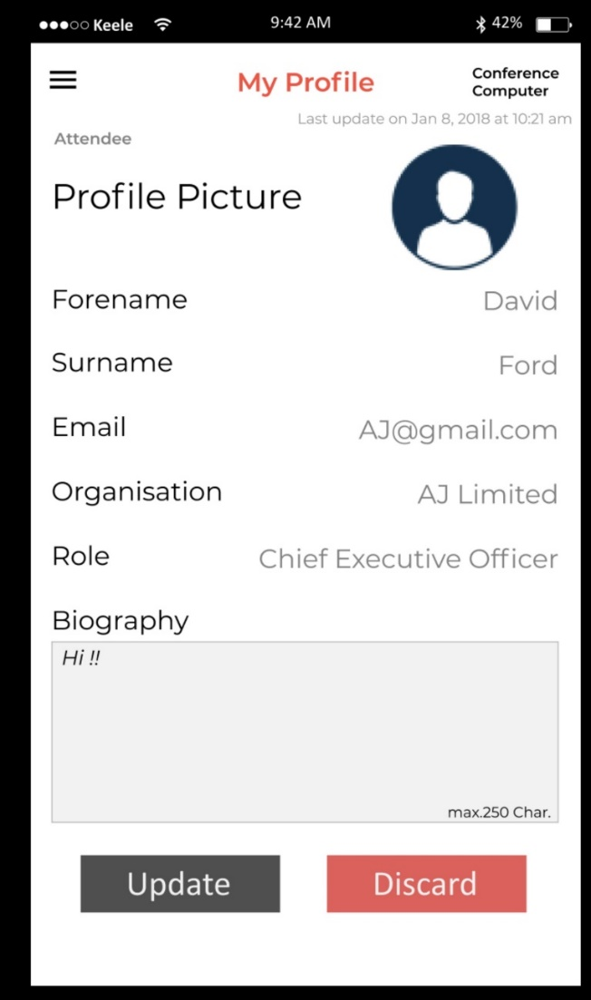 Keele 9:42 AM 42%
My Profile
Conference
Computer
Last update on Jan 8, 2018 at 10:21 am
Attendee
Profile Picture
Forename David
Surname Ford
Email AJ@gmail.com
Organisation AJ Limited
Role Chief Executive Officer
Biography
Hi !!
max.250 Char.
Update Discard